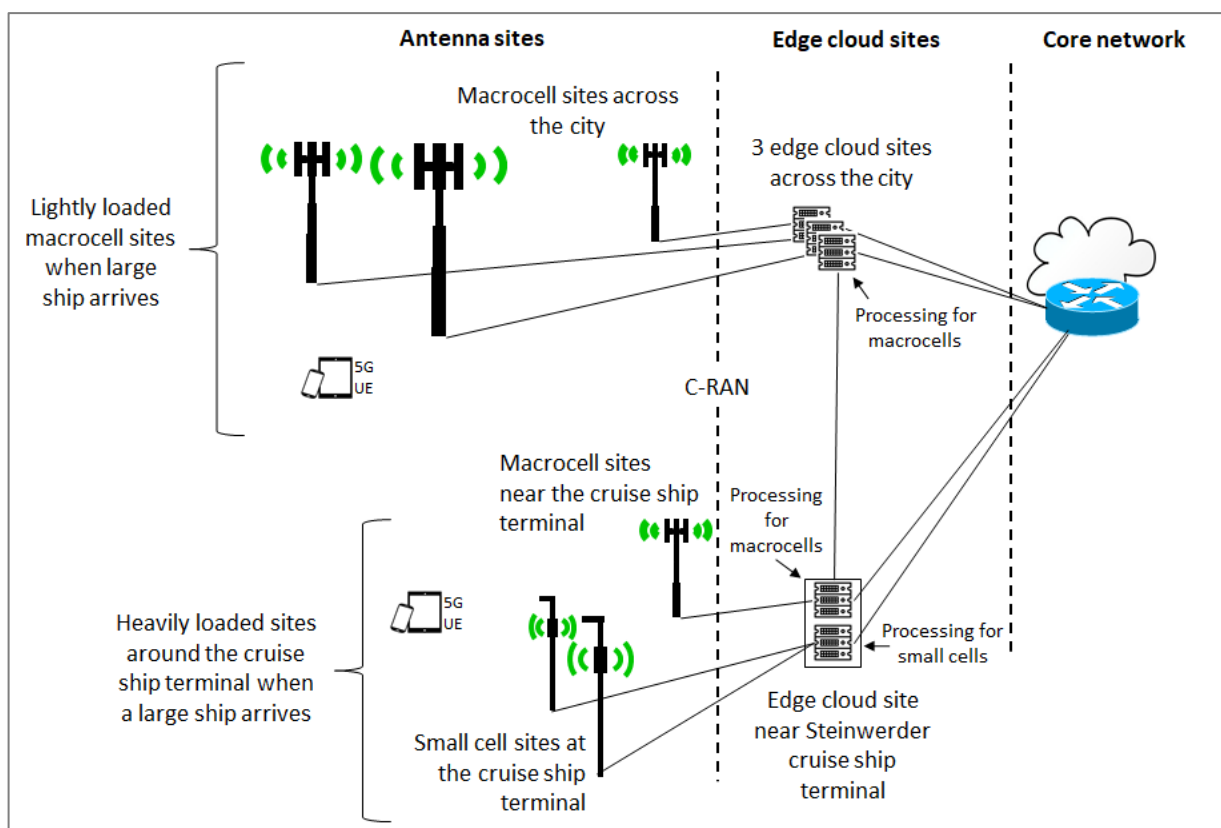 Antenna sites
Edge cloud sites
Core network
Macrocell sites across
the city
3 edge cloud sites
across the city
Lightly loaded
macrocell sites
when large
ship arrives
Processing for
macrocells
5G
UE
C-RAN
Macrocell sites
near the cruise ship
terminal
Processing
for
macrocells
5G
UE
Heavily loaded sites
around the cruise
ship terminal when
a large ship arrives
Processing for
small cells
Small cell sites at
the cruise ship
terminal
Edge cloud site
near Steinwerder
cruise ship
terminal